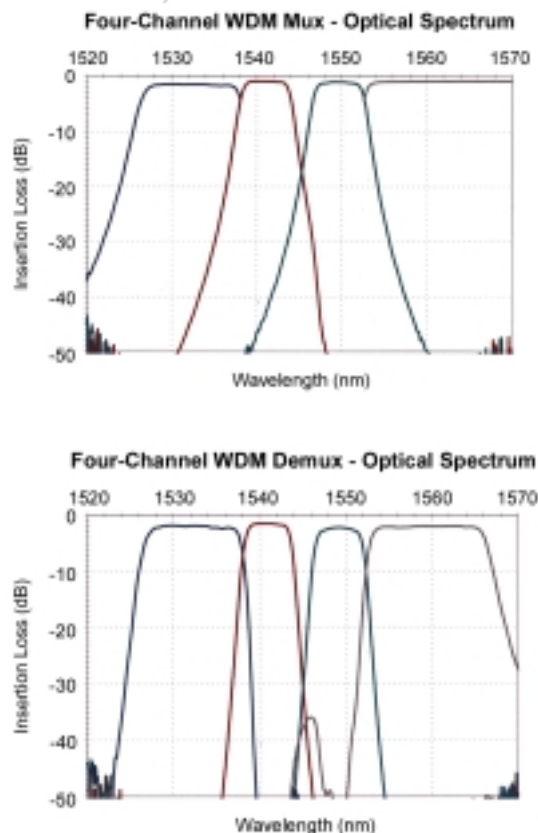 Four-Channel WDM Mux - Optical Spectrum
1520 1530 1540 1550 1560 1570
0
-10
-20
-30
-40
-50
Insertion Loss (dB)
Wavelength (nm)
Four-Channel WDM Demux - Optical Spectrum
1520 1530 1540 1550 1560 1570
0
-10
-20
-30
-40
-50
Insertion Loss (dB)
Wavelength (nm)